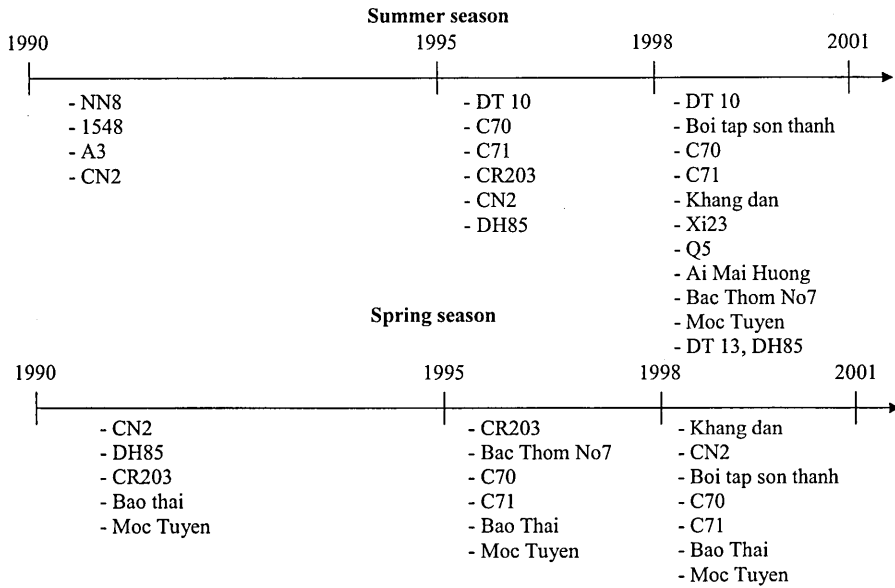 Summer season
1990 1995 1998 2001
- NN8
- 1548
- A3
- CN2
- DT 10
- C70
- C71
- CR203
- CN2
- DH85
- DT 10
- Boi tap son thanh
- C70
- C71
- Khang dan
- Xi23
- Q5
- Ai Mai Huong
- Bac Thom No7
- Moc Tuyen
- DT 13, DH85
Spring season
1990 1995 1998 2001
- CN2
- DH85
- CR203
- Bao thai
- Moc Tuyen
- CR203
- Bac Thom No7
- C70
- C71
- Bao Thai
- Moc Tuyen
- Khang dan
- CN2
- Boi tap son thanh
- C70
- C71
- Bao Thai
- Moc Tuyen